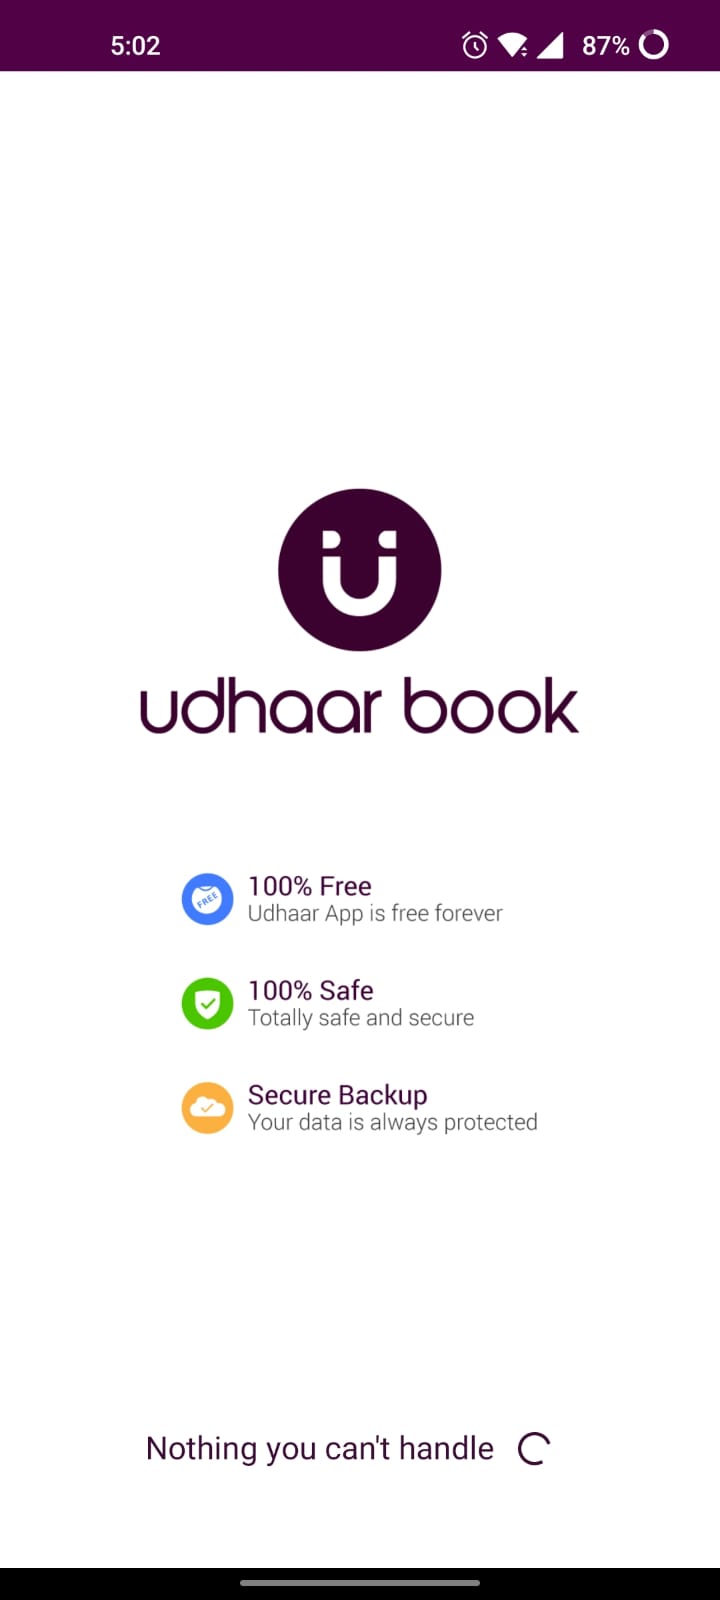 5:02 87%
udhaar book
100% Free
FREE
Udhaar App is free forever
100% Safe
Totally safe and secure
Secure Backup
Your data is always protected
Nothing you can't handle